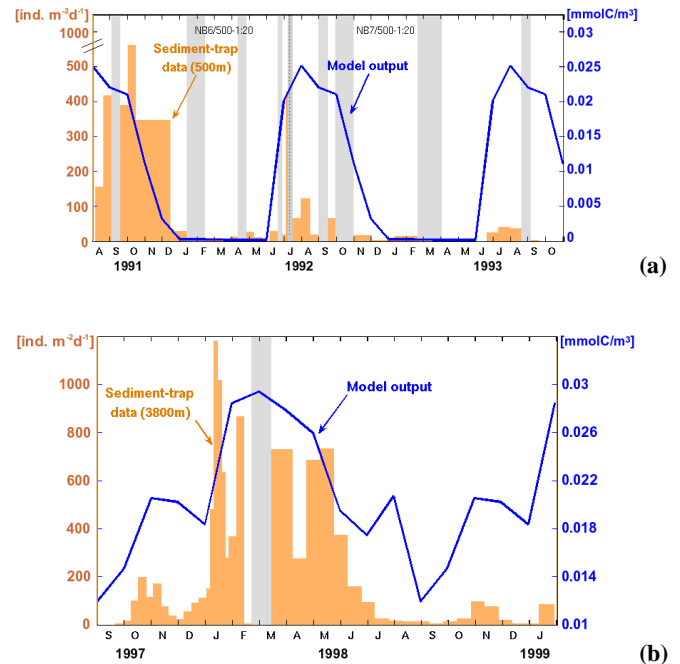 [ind. m⁻²d⁻¹] [mmolC/m³]
1000 NB6/500-1:20 NB7/500-1:20 0.03
Sediment-trap
data (500m)
Model output
500 0.025
400 0.02
300 0.015
200 0.01
100 0.005
0 0
A S O N D J F M A M J J A S O N D J F M A M J J A S O
1991 1992 1993
(a)
[ind. m⁻²d⁻¹] [mmolC/m³]
1000 0.03
Sediment-trap
data (3800m)
Model output
800 0.026
600 0.022
400 0.018
200 0.014
0 0.01
S O N D J F M A M J J A S O N D J
1997 1998 1999
(b)